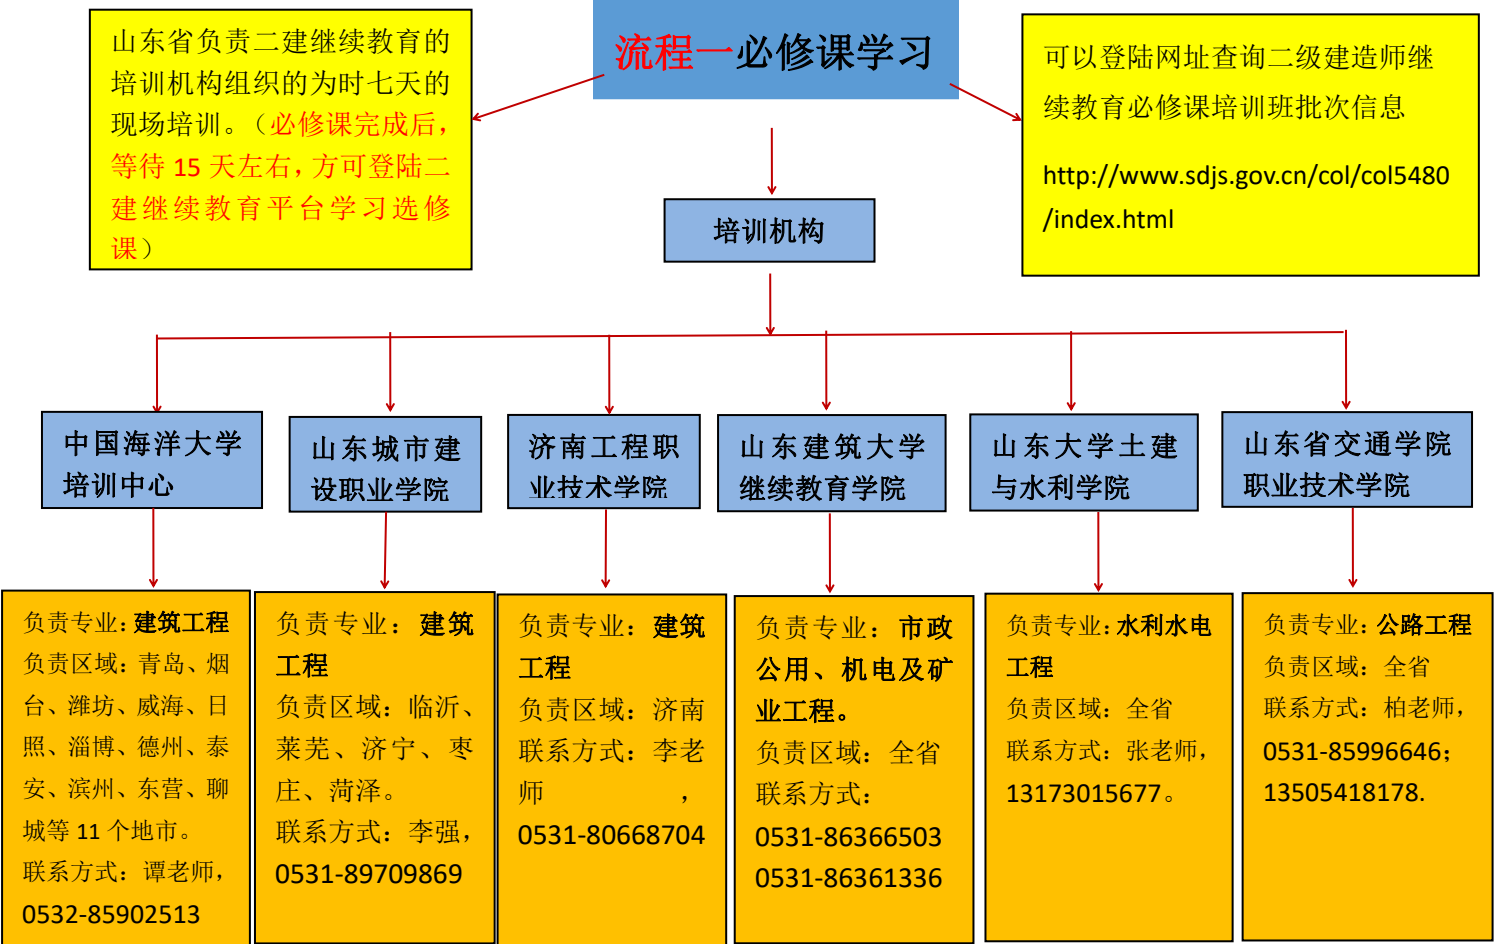 流程一必修课学习
山东省负责二建继续教育的
培训机构组织的为时七天的
现场培训。（必修课完成后，
等待 15 天左右，方可登陆二
建继续教育平台学习选修
课）
可以登陆网址查询二级建造师继
续教育必修课培训班批次信息
http://www.sdjs.gov.cn/col/col5480
/index.html
培训机构
中国海洋大学
培训中心
山东城市建
设职业学院
济南工程职
业技术学院
山东建筑大学
继续教育学院
山东大学土建
与水利学院
山东省交通学院
职业技术学院
负责专业：建筑工程
负责区域：青岛、烟
台、潍坊、威海、日
照、淄博、德州、泰
安、滨州、东营、聊
城等 11 个地市。
联系方式：谭老师，
0532-85902513
负责专业：建筑
工程
负责区域：临沂、
莱芜、济宁、枣
庄、菏泽。
联系方式：李强，
0531-89709869
负责专业：建筑
工程
负责区域：济南
联系方式：李老
师，
0531-80668704
负责专业：市政
公用、机电及矿
业工程。
负责区域：全省
联系方式：
0531-86366503
0531-86361336
负责专业：水利水电
工程
负责区域：全省
联系方式：张老师，
13173015677。
负责专业：公路工程
负责区域：全省
联系方式：柏老师，
0531-85996646；
13505418178.